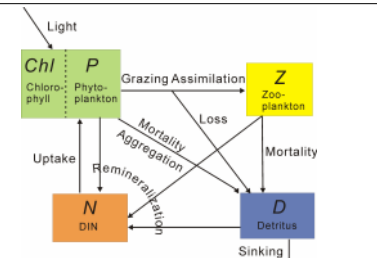 Light
Chl P
Chloro-
phyll
Phyto-
plankton
Grazing Assimilation
Z
Zoo-
plankton
Loss
Mortality
Aggregation
Mortality
Uptake
Remineralization
N
DIN
D
Detritus
Sinking